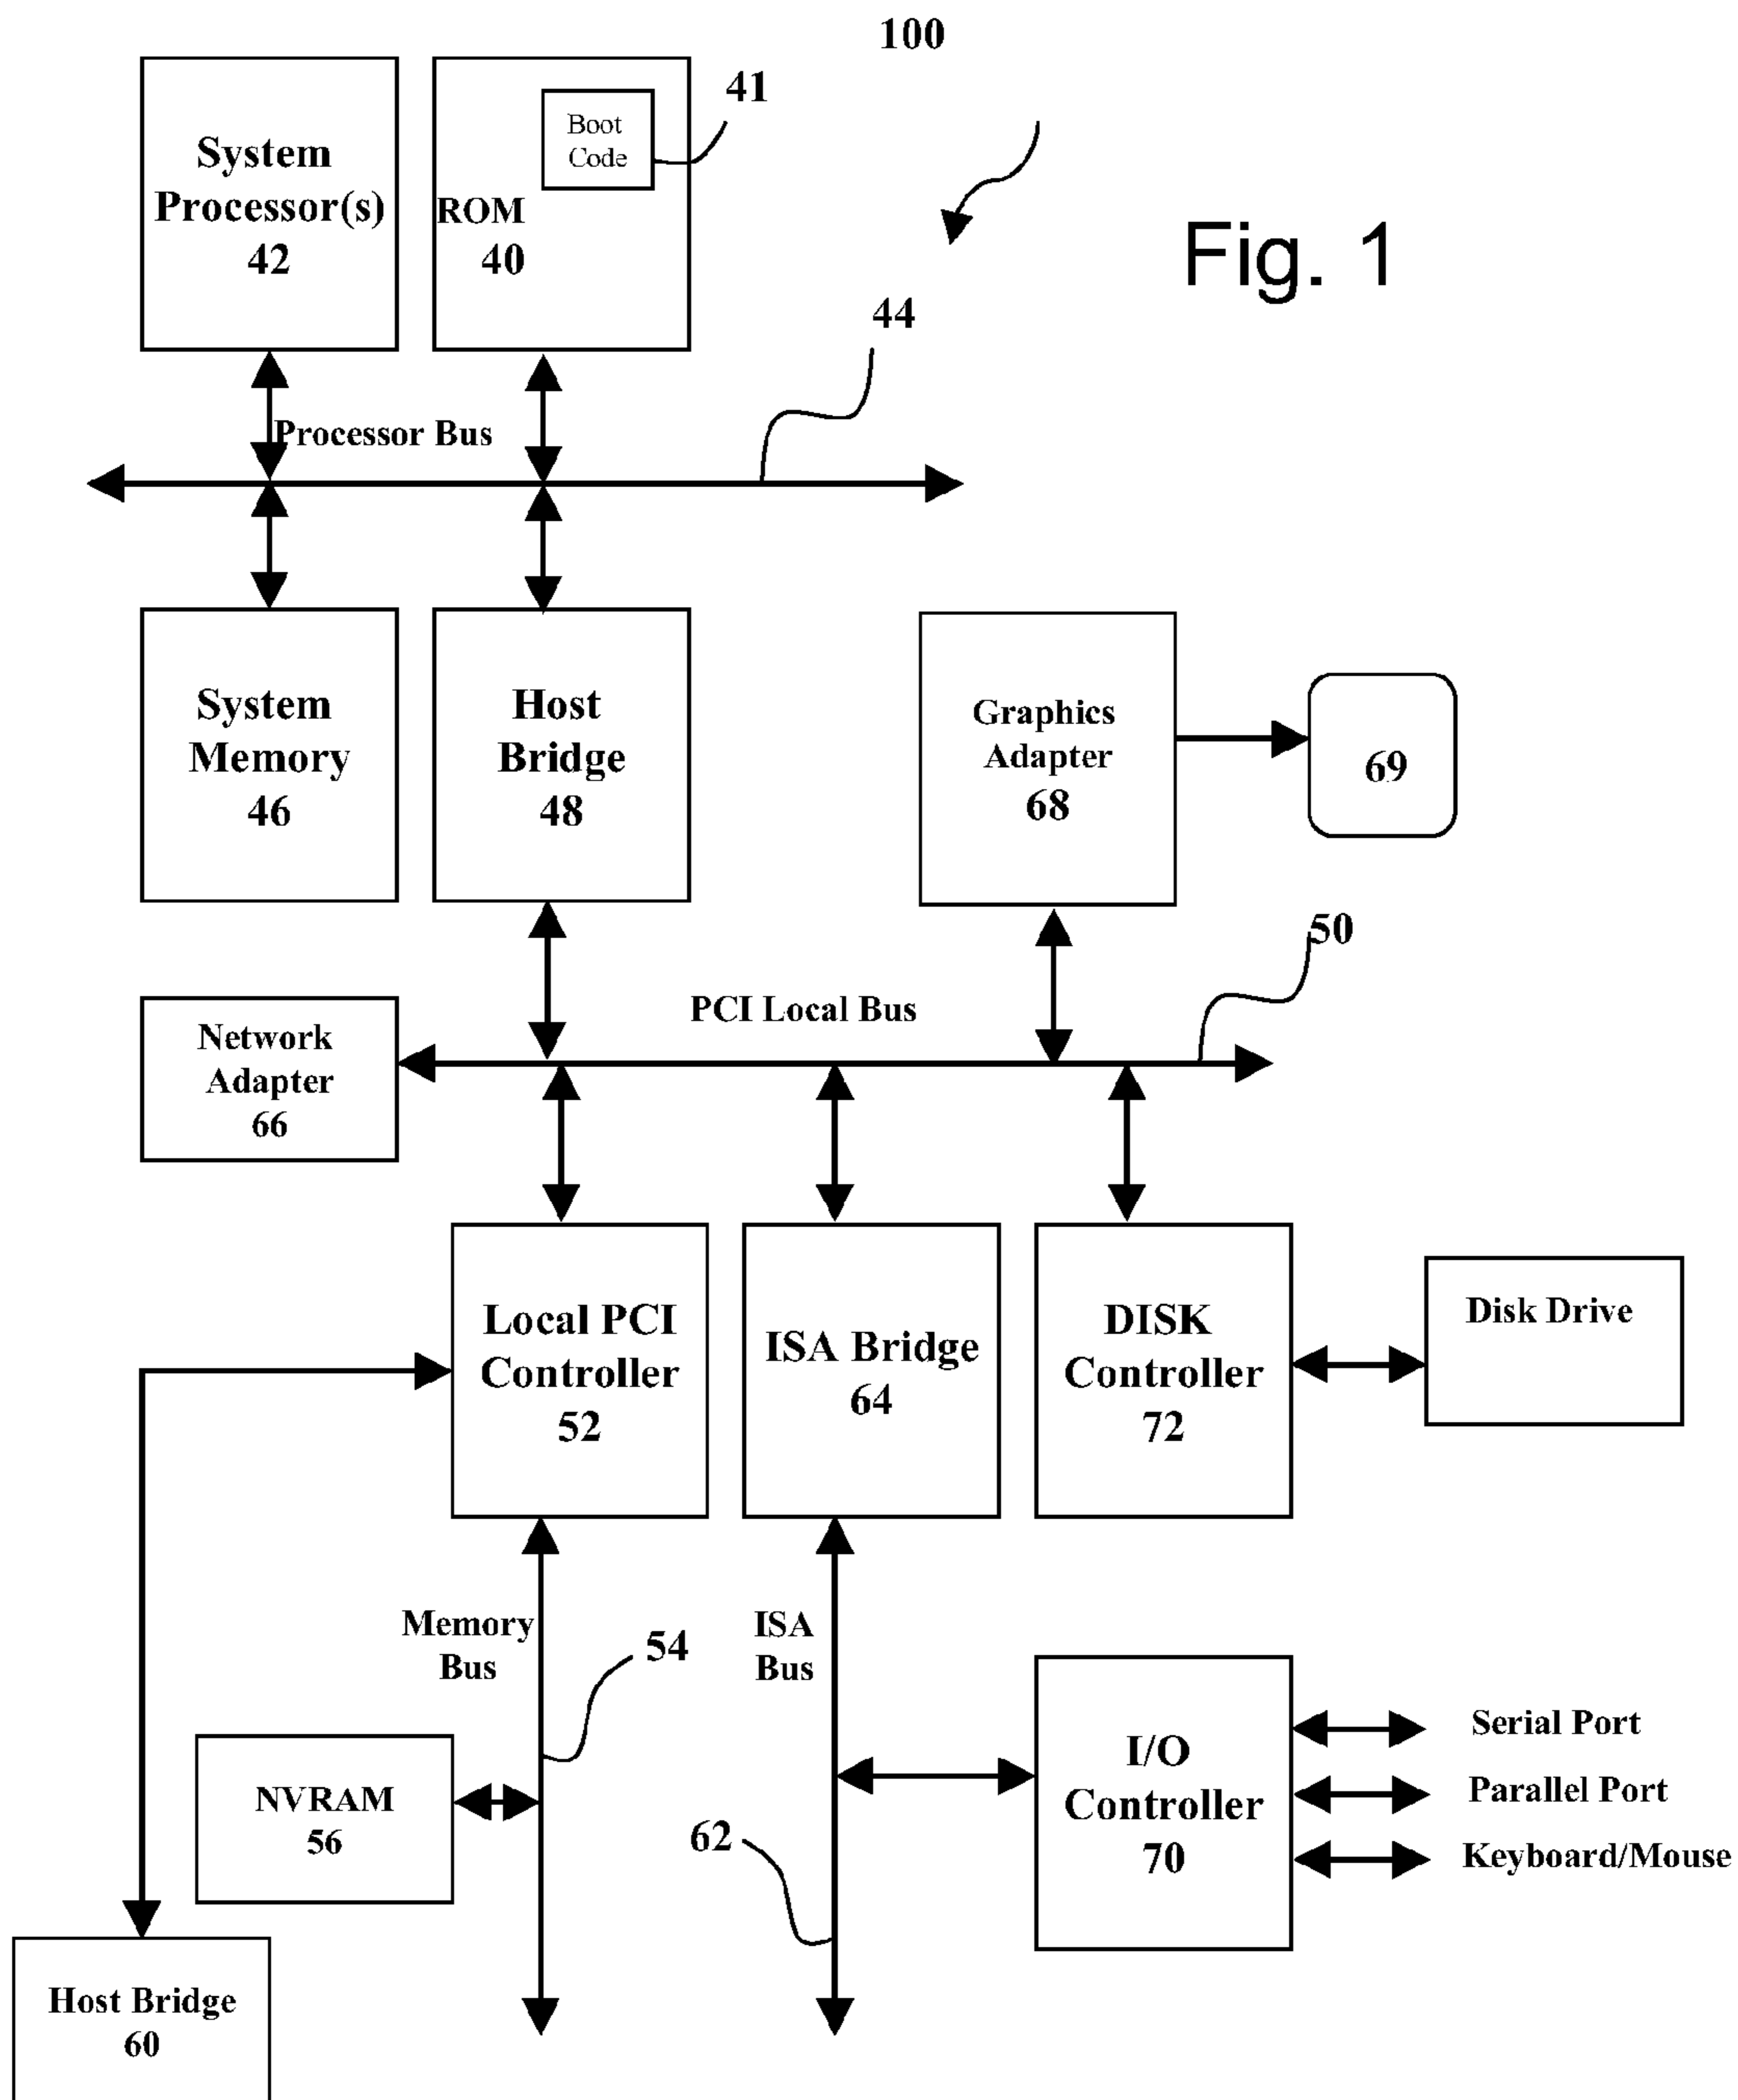 100
41
Boot
Code
System
Processor(s)
42
ROM
40
Fig. 1
44
Processor Bus
System
Memory
46
Host
Bridge
48
Graphics
Adapter
68
69
50
PCI Local Bus
Network
Adapter
66
Local PCI
Controller
52
ISA Bridge
64
DISK
Controller
72
Disk Drive
Memory
Bus
54
ISA
Bus
NVRAM
56
62
I/O
Controller
70
Serial Port
Parallel Port
Keyboard/Mouse
Host Bridge
60